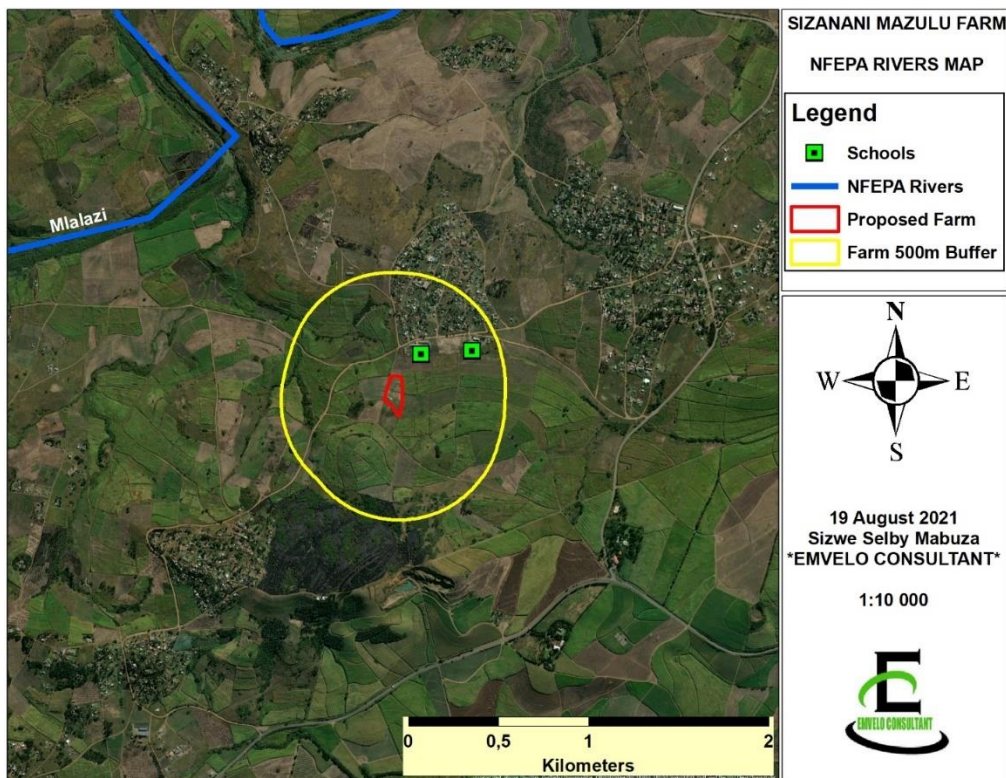 SIZANANI MAZULU FARM
NFEPA RIVERS MAP
Legend
Schools
NFEPA Rivers
Proposed Farm
Farm 500m Buffer
Mlalazi
N
W E
S
19 August 2021
Sizwe Selby Mabuza
*EMVELO CONSULTANT*
1:10 000
E
EMVELO CONSULTANT
0 0,5 1 2
Kilometers